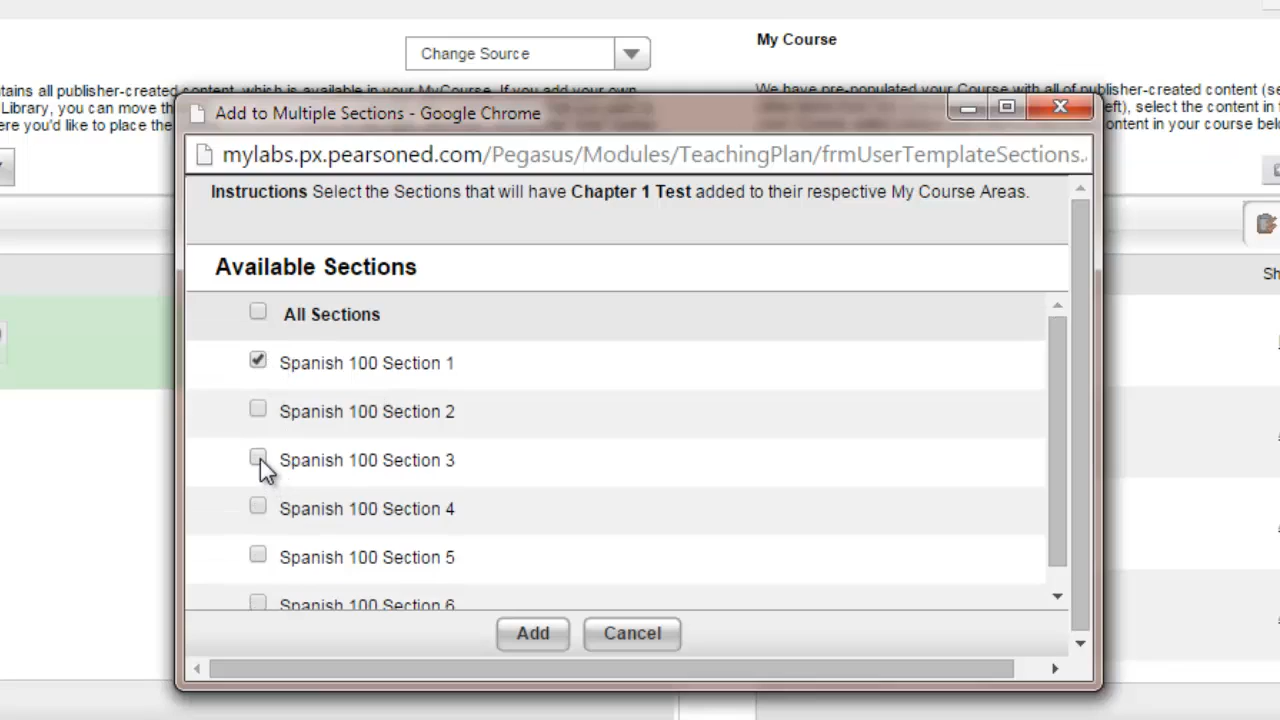 Change Source
My Course
ntains all publisher-created content, which is available in your MyCourse. If you add your own
We have pre-populated your Course with all of publisher-created content (se
Library, you can move th
eft), select the content in
ere you'd like to place the
ontent in your course belo
Add to Multiple Sections - Google Chrome
mylabs.px.pearsoned.com/Pegasus/Modules/TeachingPlan/frmUserTemplateSections.
Instructions Select the Sections that will have Chapter 1 Test added to their respective My Course Areas.
Available Sections
Sh
All Sections
Spanish 100 Section 1
Spanish 100 Section 2
Spanish 100 Section 3
Spanish 100 Section 4
Spanish 100 Section 5
Spanish 100 Section 6
Add
Cancel